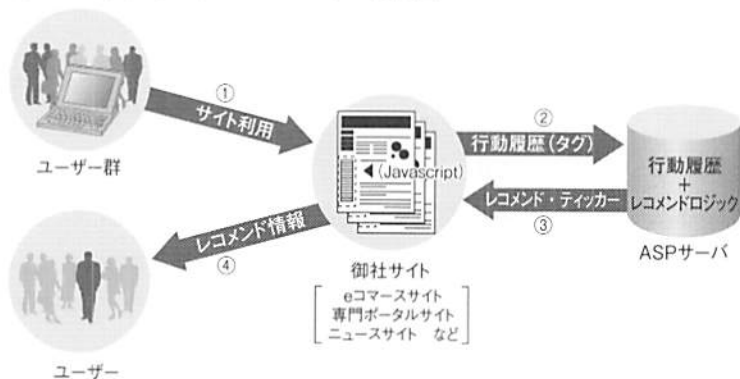 ①
サイト利用
ユーザー群
②
行動履歴(タグ)
(Javascript)
行動履歴
+
レコメンドロジック
レコメンド・ティッカー
③
ASPサーバ
レコメンド情報
④
御社サイト
eコマースサイト
専門ポータルサイト
ニュースサイト など
ユーザー